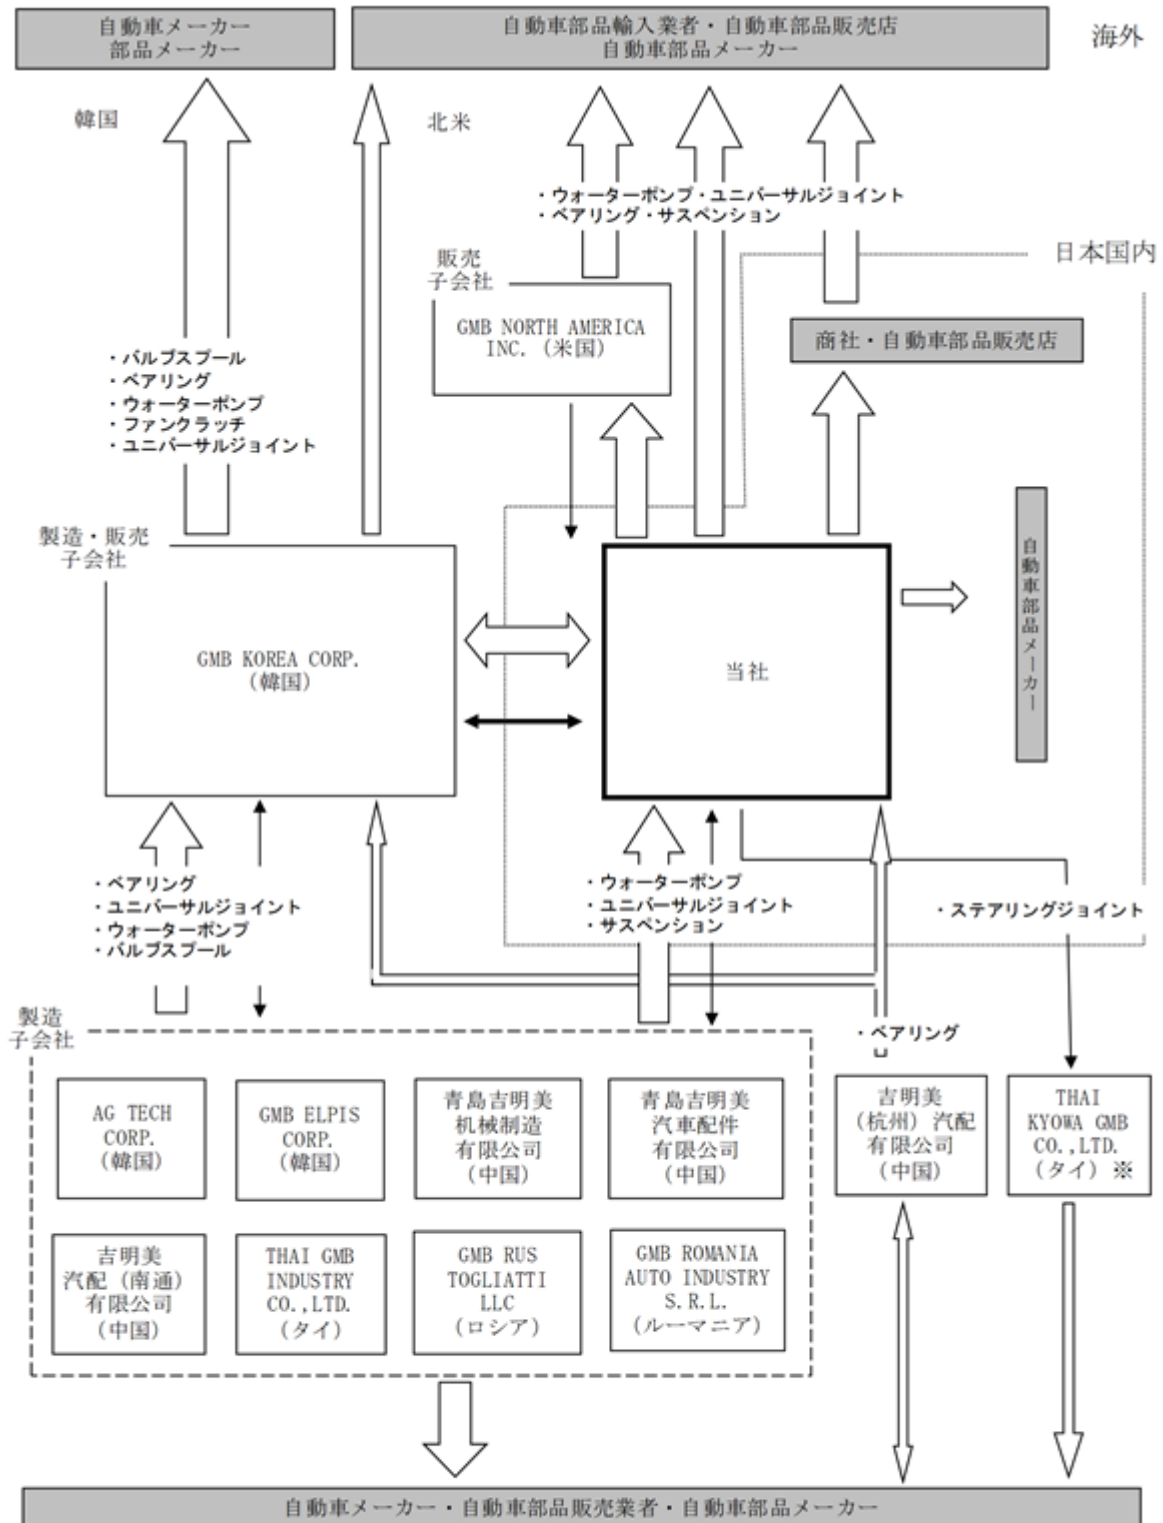 自動車メーカー
部品メーカー
自動車部品輸入業者・自動車部品販売店
自動車部品メーカー
海外
韓国
北米
・ウォーターポンプ・ユニバーサルジョイント
・ベアリング・サスペンション
日本国内
販売
子会社
GMB NORTH AMERICA
INC.（米国）
商社・自動車部品販売店
・バルブスプール
・ベアリング
・ウォーターポンプ
・ファンクラッチ
・ユニバーサルジョイント
製造・販売
子会社
自動車部品メーカー
GMB KOREA CORP.
（韓国）
当社
・ベアリング
・ユニバーサルジョイント
・ウォーターポンプ
・バルブスプール
・ウォーターポンプ
・ユニバーサルジョイント
・サスペンション
・ステアリングジョイント
製造
子会社
・ベアリング
AG TECH
CORP.
（韓国）
GMB ELPIS
CORP.
（韓国）
青島吉明美
机械制造
有限公司
（中国）
青島吉明美
汽車配件
有限公司
（中国）
吉明美
（杭州）汽配
有限公司
（中国）
THAI
KYOWA GMB
CO.,LTD.
（タイ）※
吉明美
汽配（南通）
有限公司
（中国）
THAI GMB
INDUSTRY
CO.,LTD.
（タイ）
GMB RUS
TOGLIATTI
LLC
（ロシア）
GMB ROMANIA
AUTO INDUSTRY
S.R.L.
（ルーマニア）
自動車メーカー・自動車部品販売業者・自動車部品メーカー